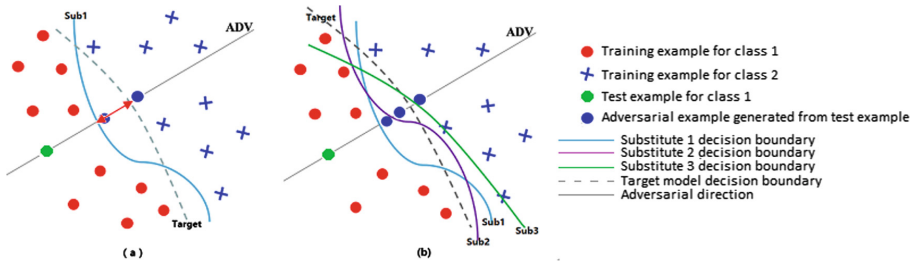 Sub1
ADV
Target
( a )
Target
ADV
Sub1
Sub2
Sub3
(b)
Training example for class 1
Training example for class 2
Test example for class 1
Adversarial example generated from test example
Substitute 1 decision boundary
Substitute 2 decision boundary
Substitute 3 decision boundary
Target model decision boundary
Adversarial direction